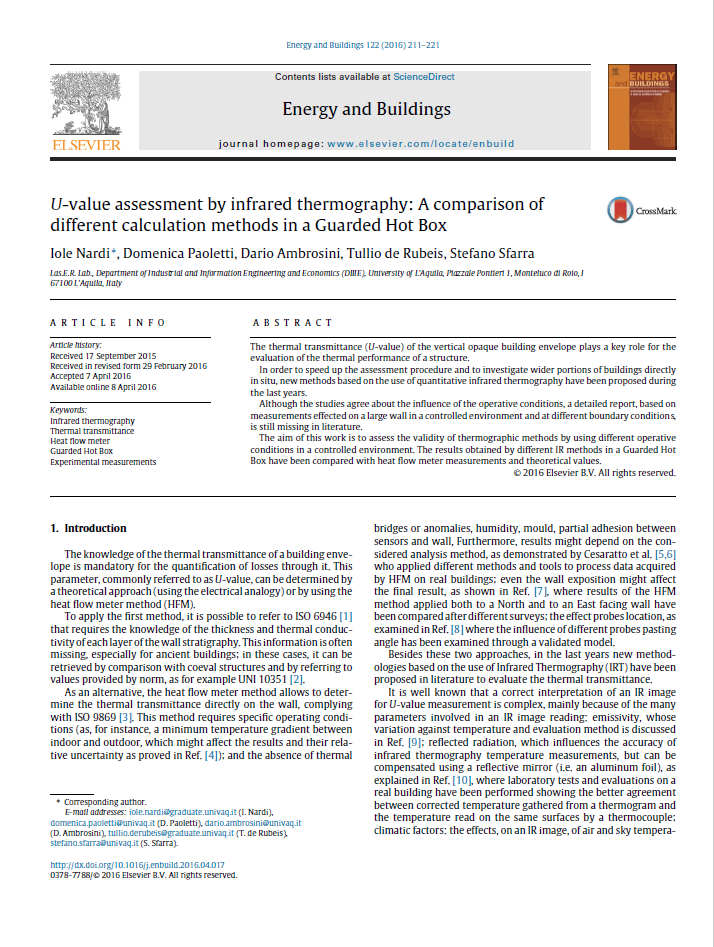 Energy and Buildings 122 (2016) 211–221
Contents lists available at ScienceDirect
Energy and Buildings
journal homepage: www.elsevier.com/locate/enbuild
ELSEVIER
ENERGY
and BUILDINGS
U-value assessment by infrared thermography: A comparison of
different calculation methods in a Guarded Hot Box
CrossMark
Iole Nardi*, Domenica Paoletti, Dario Ambrosini, Tullio de Rubeis, Stefano Sfarra
Las.E.R. Lab., Department of Industrial and Information Engineering and Economics (DIIIE), University of L'Aquila, Piazzale Pontieri 1, Monteluco di Roio, I
67100 L'Aquila, Italy
ARTICLE INFO
Article history:
Received 17 September 2015
Received in revised form 29 February 2016
Accepted 7 April 2016
Available online 8 April 2016
Keywords:
Infrared thermography
Thermal transmittance
Heat flow meter
Guarded Hot Box
Experimental measurements
ABSTRACT
The thermal transmittance (U-value) of the vertical opaque building envelope plays a key role for the
evaluation of the thermal performance of a structure.
In order to speed up the assessment procedure and to investigate wider portions of buildings directly
in situ, new methods based on the use of quantitative infrared thermography have been proposed during
the last years.
Although the studies agree about the influence of the operative conditions, a detailed report, based on
measurements effected on a large wall in a controlled environment and at different boundary conditions,
is still missing in literature.
The aim of this work is to assess the validity of thermographic methods by using different operative
conditions in a controlled environment. The results obtained by different IR methods in a Guarded Hot
Box have been compared with heat flow meter measurements and theoretical values.
© 2016 Elsevier B.V. All rights reserved.
1. Introduction
The knowledge of the thermal transmittance of a building enve-
lope is mandatory for the quantification of losses through it. This
parameter, commonly referred to as U-value, can be determined by
a theoretical approach (using the electrical analogy) or by using the
heat flow meter method (HFM).
To apply the first method, it is possible to refer to ISO 6946 [1]
that requires the knowledge of the thickness and thermal conduc-
tivity of each layer of the wall stratigraphy. This information is often
missing, especially for ancient buildings; in these cases, it can be
retrieved by comparison with coeval structures and by referring to
values provided by norm, as for example UNI 10351 [2].
As an alternative, the heat flow meter method allows to deter-
mine the thermal transmittance directly on the wall, complying
with ISO 9869 [3]. This method requires specific operating condi-
tions (as, for instance, a minimum temperature gradient between
indoor and outdoor, which might affect the results and their rela-
tive uncertainty as proved in Ref. [4]); and the absence of thermal
* Corresponding author.
E-mail addresses: iole.nardi@graduate.univaq.it (I. Nardi),
domenica.paoletti@univaq.it (D. Paoletti), dario.ambrosini@univaq.it
(D. Ambrosini), tullio.derubeis@graduate.univaq.it (T. de Rubeis),
stefano.sfarra@univaq.it (S. Sfarra).
http://dx.doi.org/10.1016/j.enbuild.2016.04.017
0378-7788/© 2016 Elsevier B.V. All rights reserved.
bridges or anomalies, humidity, mould, partial adhesion between
sensors and wall, Furthermore, results might depend on the con-
sidered analysis method, as demonstrated by Cesaratto et al. [5,6]
who applied different methods and tools to process data acquired
by HFM on real buildings; even the wall exposition might affect
the final result, as shown in Ref. [7], where results of the HFM
method applied both to a North and to an East facing wall have
been compared after different surveys; the effect probes location, as
examined in Ref. [8] where the influence of different probes pasting
angle has been examined through a validated model.
Besides these two approaches, in the last years new method-
ologies based on the use of Infrared Thermography (IRT) have been
proposed in literature to evaluate the thermal transmittance.
It is well known that a correct interpretation of an IR image
for U-value measurement is complex, mainly because of the many
parameters involved in an IR image reading: emissivity, whose
variation against temperature and evaluation method is discussed
in Ref. [9]; reflected radiation, which influences the accuracy of
infrared thermography temperature measurements, but can be
compensated using a reflective mirror (i.e. an aluminum foil), as
explained in Ref. [10], where laboratory tests and evaluations on a
real building have been performed showing the better agreement
between corrected temperature gathered from a thermogram and
the temperature read on the same surfaces by a thermocouple;
climatic factors; the effects, on an IR image, of air and sky tempera-